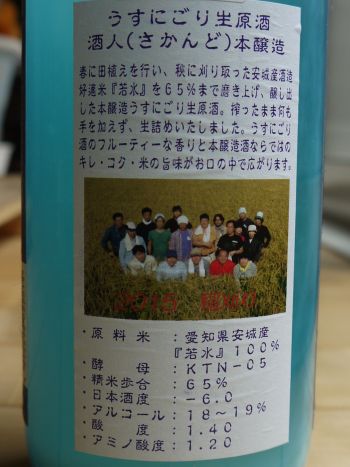 うすにごり生原酒
酒人(さかんど)本醸造
春に田植えを行い、秋に刈り取った安城産酒造
好適米『若水』を65%まで磨き上げ、醸し出
した本醸造うすにごり生原酒。搾ったまま何も
手を加えず、生詰めいたしました。うすにごり
酒のフルーティーな香りと本醸造酒ならではの
キレ・コク・米の旨味がお口の中で広がります。
2015 稲刈り
・原料米:愛知県安城産
『若水』100%
・酵母:KTN-05
・精米歩合:65%
・日本酒度:-6.0
・アルコール:18~19%
・酸度:1.40
・アミノ酸度:1.20